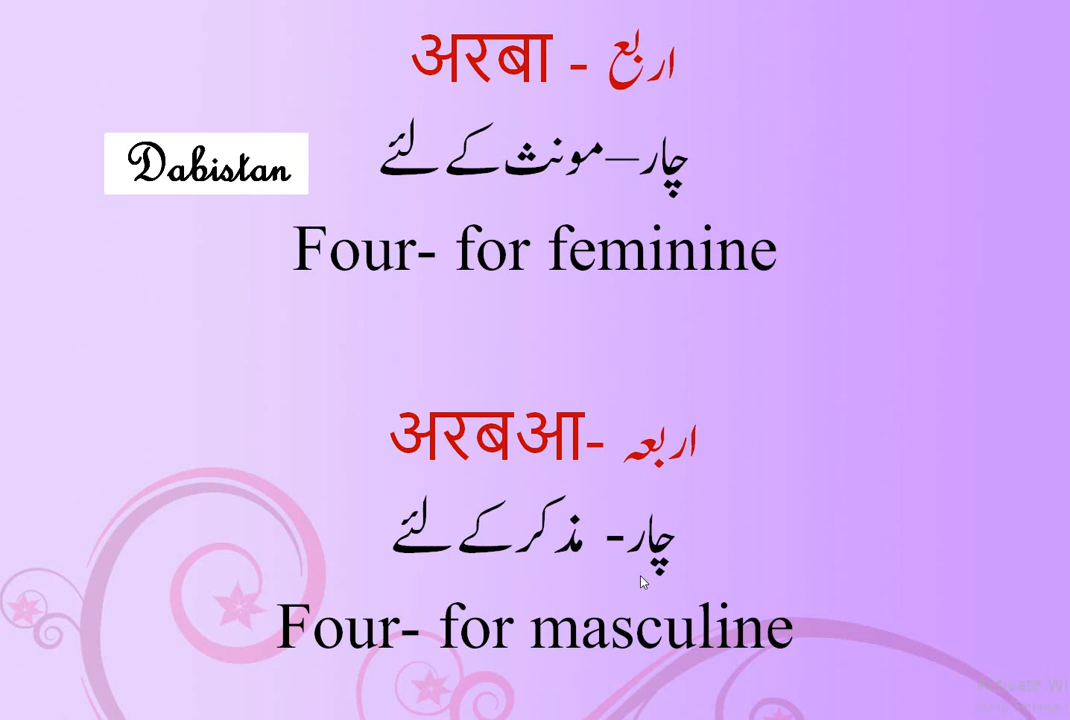 अरबा - اربع
Dabistan
چار–مونث کے لئے
Four- for feminine
अरबआ- اربعہ
چار- مذکر کے لئے
Four- for masculine